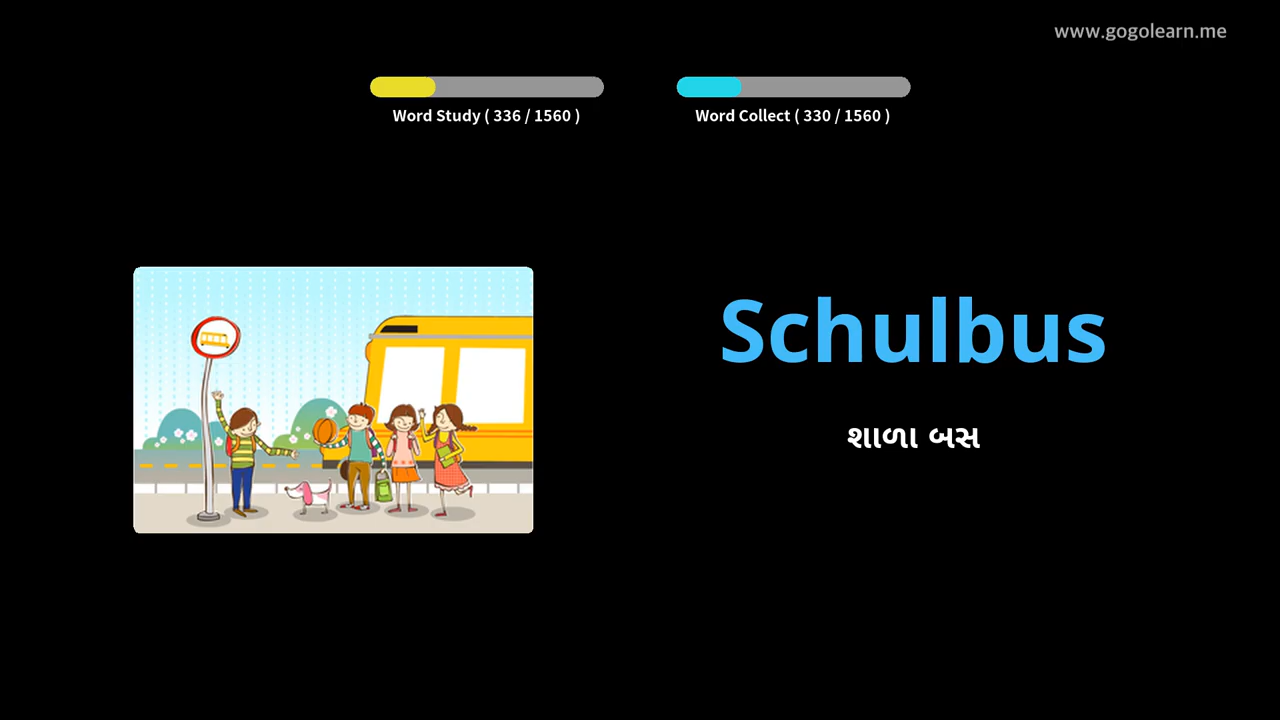 www.gogolearn.me
Word Study ( 336 / 1560 )
Word Collect ( 330 / 1560 )
Schulbus
શાળા બસ